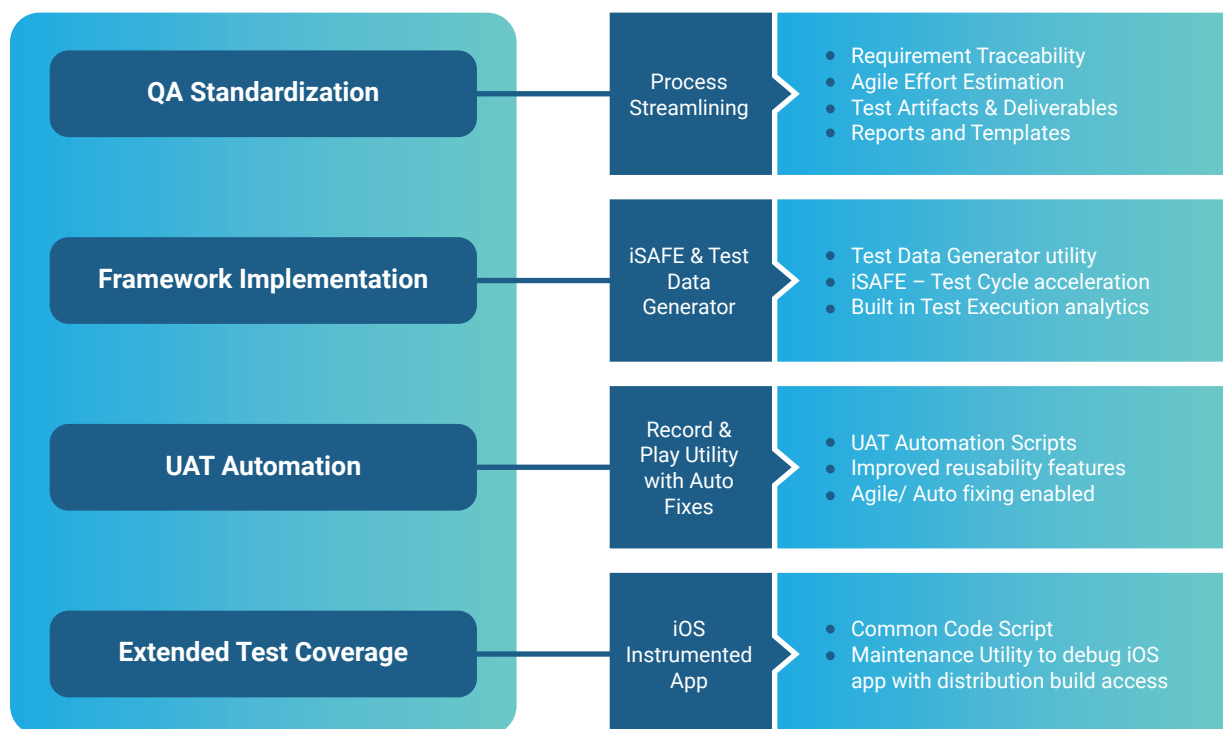 QA Standardization
Process
Streamlining
Requirement Traceability
Agile Effort Estimation
Test Artifacts & Deliverables
Reports and Templates
Framework Implementation
iSAFE & Test
Data
Generator
Test Data Generator utility
iSAFE – Test Cycle acceleration
Built in Test Execution analytics
UAT Automation
Record &
Play Utility
with Auto
Fixes
UAT Automation Scripts
Improved reusability features
Agile/ Auto fixing enabled
Extended Test Coverage
iOS
Instrumented
App
Common Code Script
Maintenance Utility to debug iOS
app with distribution build access